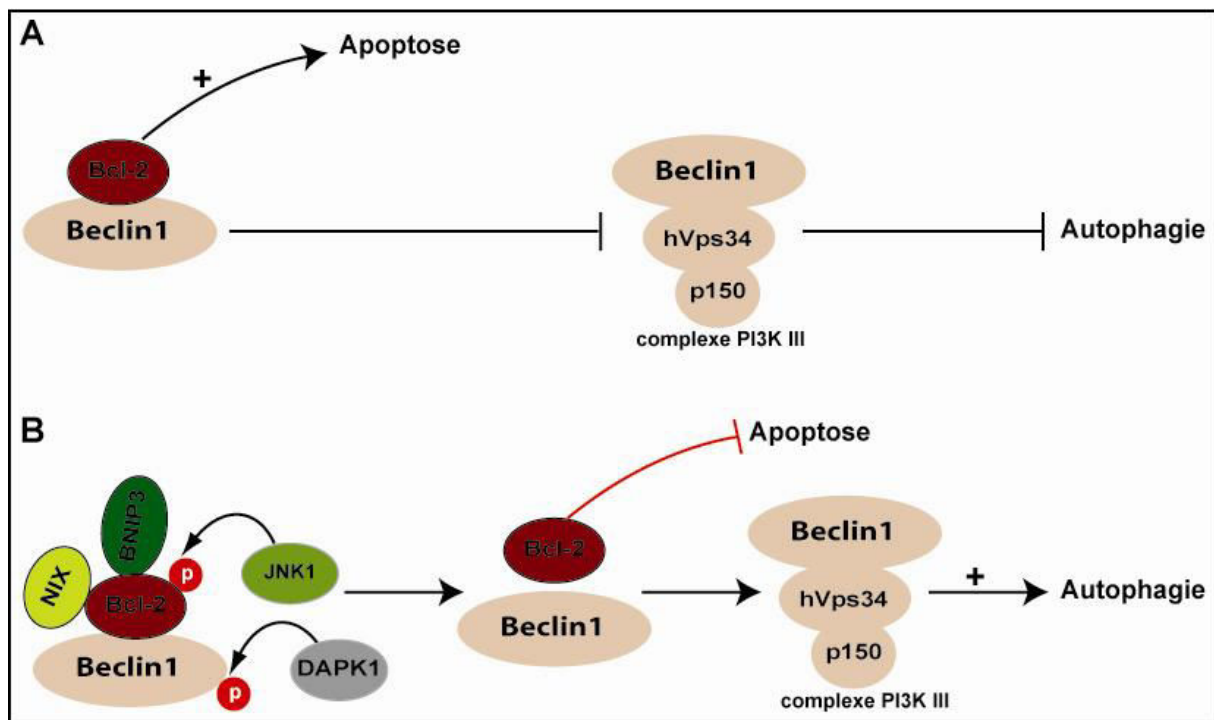 A
Apoptose
+
Bcl-2
Beclin1
Beclin1
hVps34
p150
complexe PI3K III
Autophagie
B
BNIP3
NIX
Bcl-2
p
JNK1
Beclin1
p
DAPK1
Apoptose
Bcl-2
Beclin1
Beclin1
hVps34
p150
complexe PI3K III
+
Autophagie